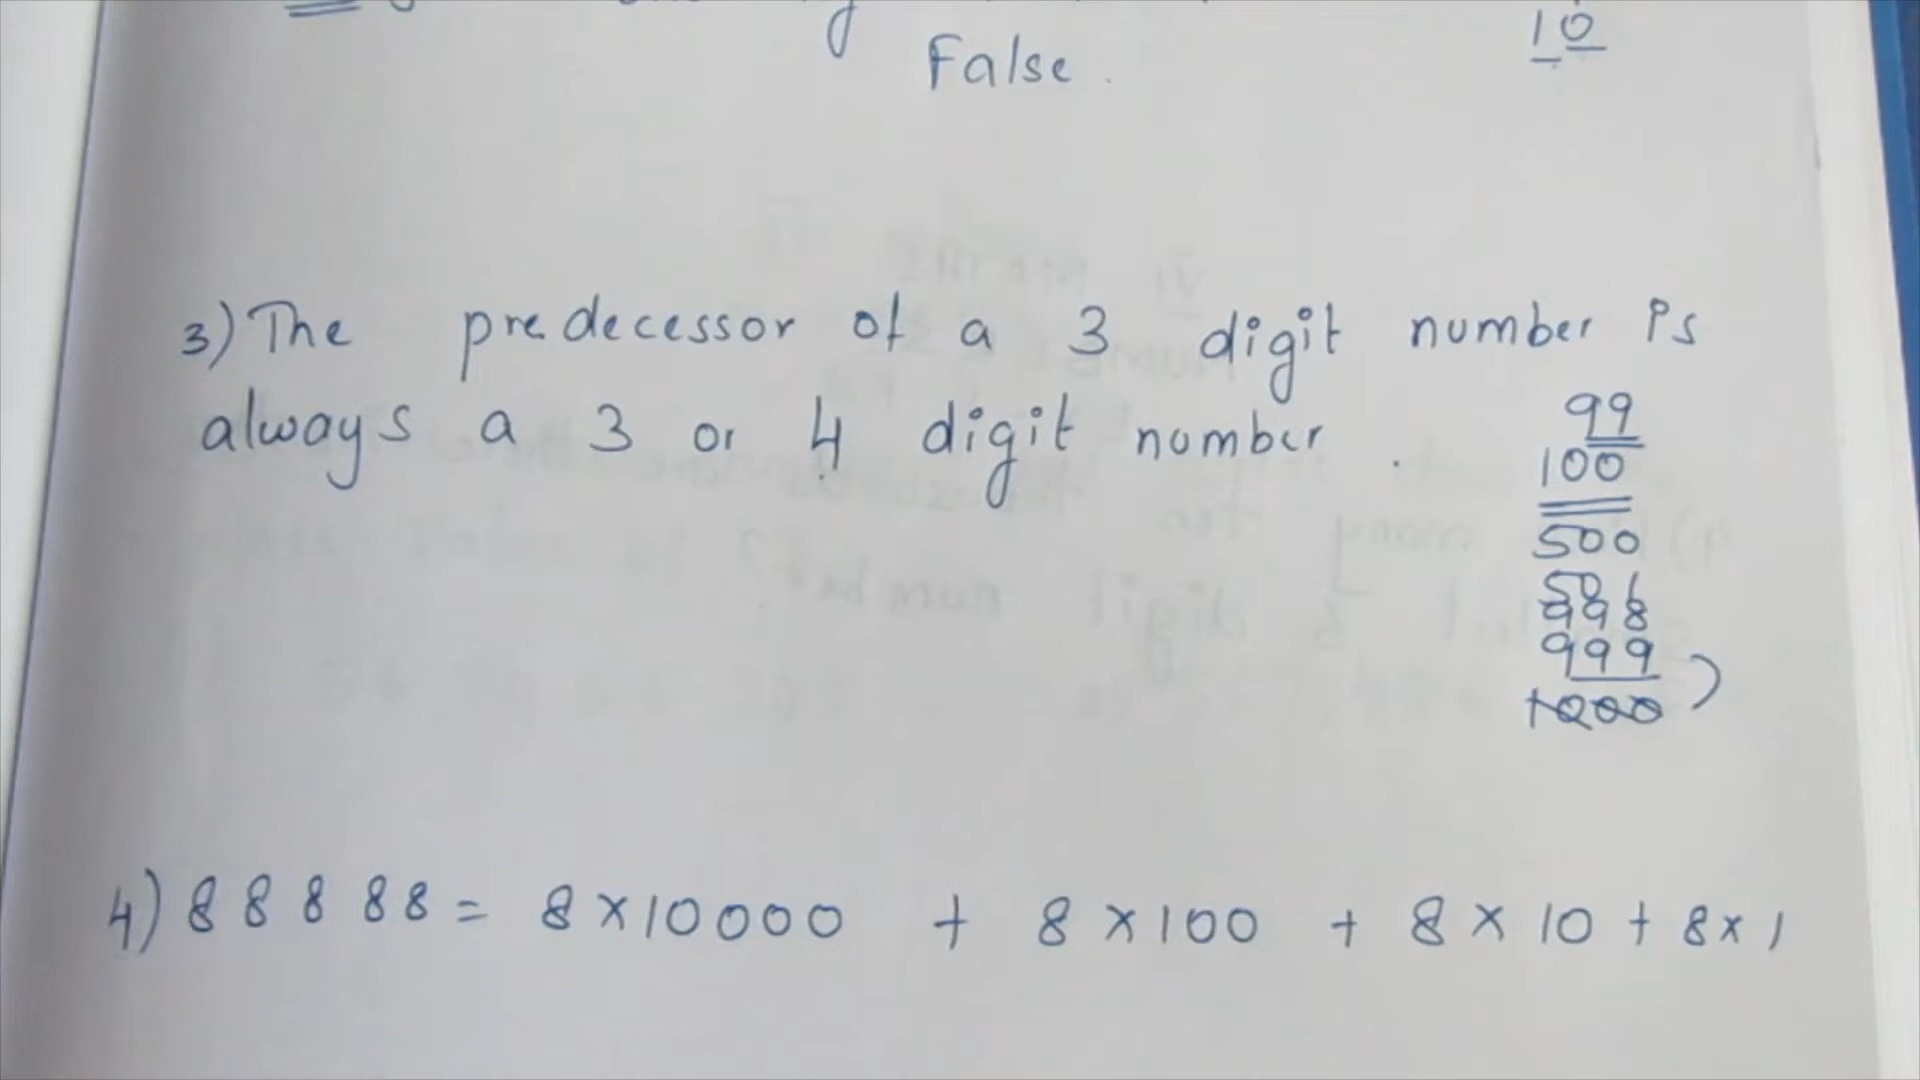 10
False.
3) The predecessor of a 3 digit number is
always a 3 or 4 digit number.
99
100
500
501
998
999
1000
4) 88888 = 8 x 10000 + 8 x 100 + 8 x 10 + 8 x 1